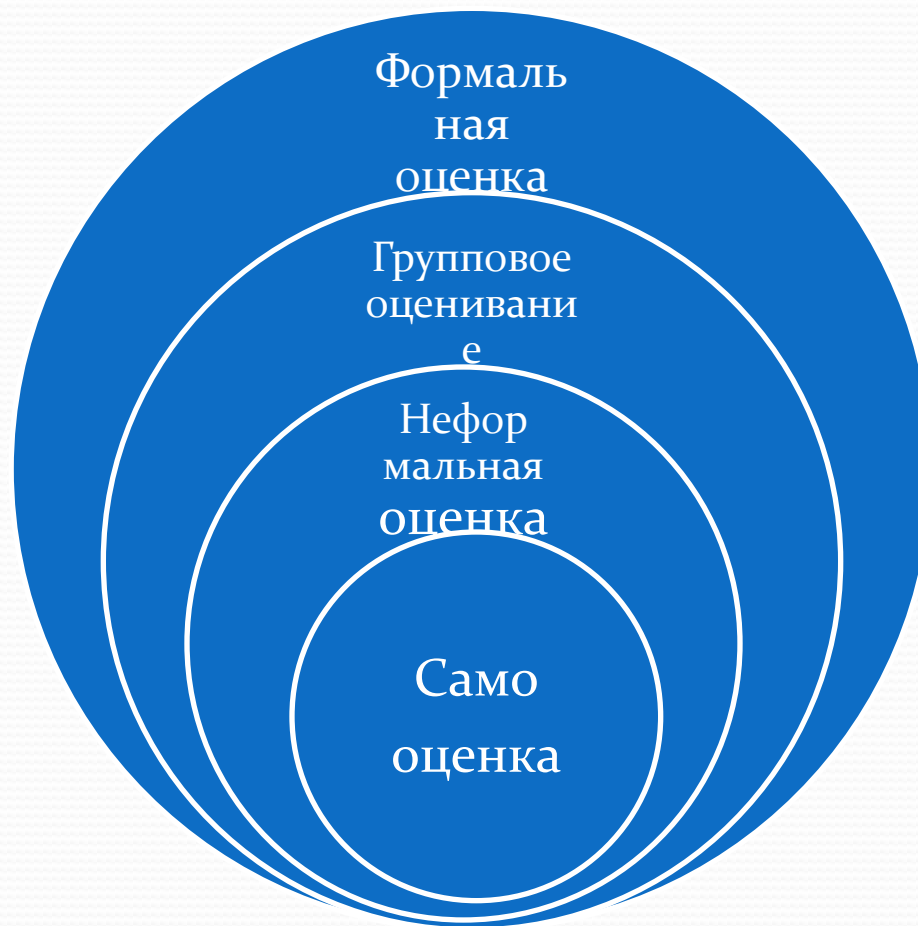 Формаль
ная
оценка
Групповое
оценивани
е
Нефор
мальная
оценка
Само
оценка